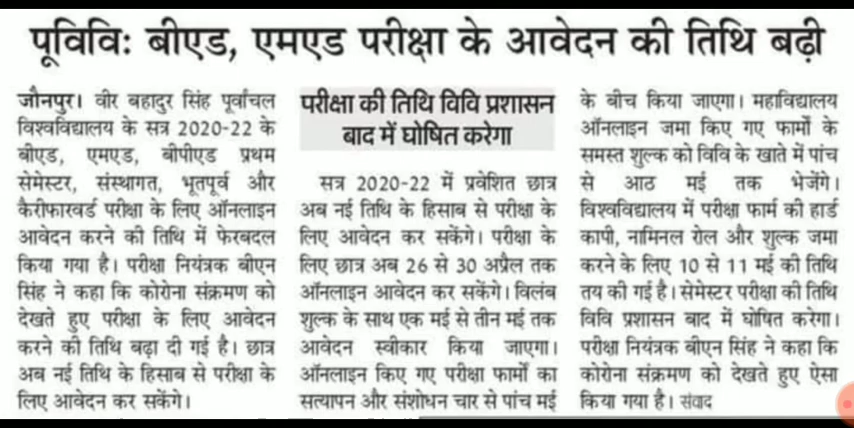 पूविविः बीएड, एमएड परीक्षा के आवेदन की तिथि बढ़ी
जौनपुर। वीर बहादुर सिंह पूर्वांचल
विश्वविद्यालय के सत्र 2020-22 के
बीएड, एमएड, बीपीएड प्रथम
सेमेस्टर, संस्थागत, भूतपूर्व और
कैरीफारवर्ड परीक्षा के लिए ऑनलाइन
आवेदन करने की तिथि में फेरबदल
किया गया है। परीक्षा नियंत्रक बीएन
सिंह ने कहा कि कोरोना संक्रमण को
देखते हुए परीक्षा के लिए आवेदन
करने की तिथि बढ़ा दी गई है। छात्र
अब नई तिथि के हिसाब से परीक्षा के
लिए आवेदन कर सकेंगे।
परीक्षा की तिथि विवि प्रशासन
बाद में घोषित करेगा
सत्र 2020-22 में प्रवेशित छात्र
अब नई तिथि के हिसाब से परीक्षा के
लिए आवेदन कर सकेंगे। परीक्षा के
लिए छात्र अब 26 से 30 अप्रैल तक
ऑनलाइन आवेदन कर सकेंगे। विलंब
शुल्क के साथ एक मई से तीन मई तक
आवेदन स्वीकार किया जाएगा।
ऑनलाइन किए गए परीक्षा फार्मों का
सत्यापन और संशोधन चार से पांच मई
के बीच किया जाएगा। महाविद्यालय
ऑनलाइन जमा किए गए फार्मों के
समस्त शुल्क को विवि के खाते में पांच
से आठ मई तक भेजेंगे।
विश्वविद्यालय में परीक्षा फार्म की हार्ड
कापी, नामिनल रोल और शुल्क जमा
करने के लिए 10 से 11 मई की तिथि
तय की गई है। सेमेस्टर परीक्षा की तिथि
विवि प्रशासन बाद में घोषित करेगा।
परीक्षा नियंत्रक बीएन सिंह ने कहा कि
कोरोना संक्रमण को देखते हुए ऐसा
किया गया है। संवाद